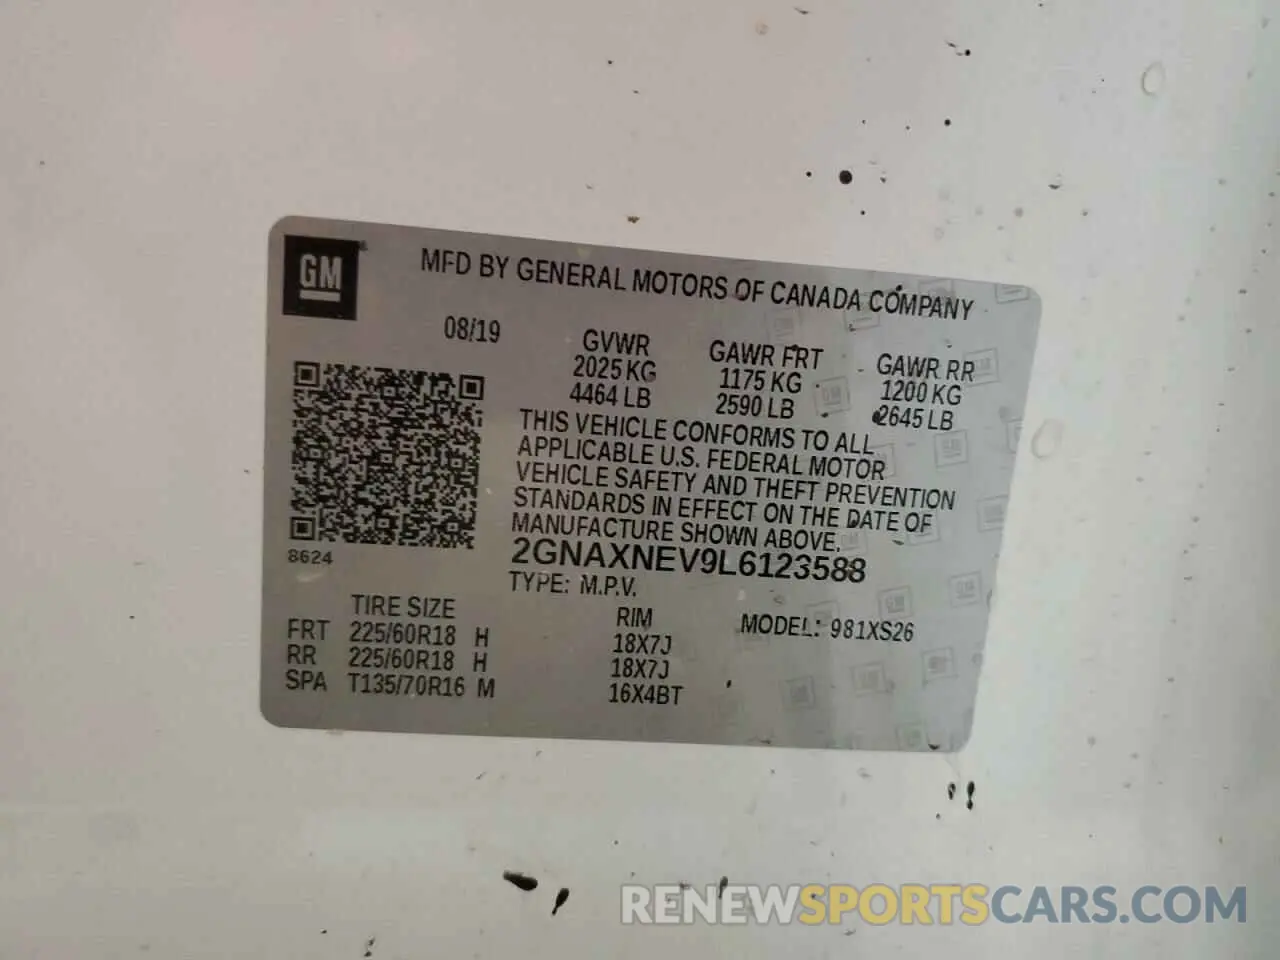 GM
MFD BY GENERAL MOTORS OF CANADA COMPANY
08/19
GVWR
2025 KG
4464 LB
GAWR FRT
1175 KG
2590 LB
GAWR RR
1200 KG
2645 LB
THIS VEHICLE CONFORMS TO ALL
APPLICABLE U.S. FEDERAL MOTOR
VEHICLE SAFETY AND THEFT PREVENTION
STANDARDS IN EFFECT ON THE DATE OF
MANUFACTURE SHOWN ABOVE.
2GNAXNEV9L6123588
8624
TYPE: M.P.V.
TIRE SIZE RIM MODEL: 981XS26
FRT 225/60R18 H 18X7J
RR 225/60R18 H 18X7J
SPA T135/70R16 M 16X4BT
RENEWSPORTSCARS.COM